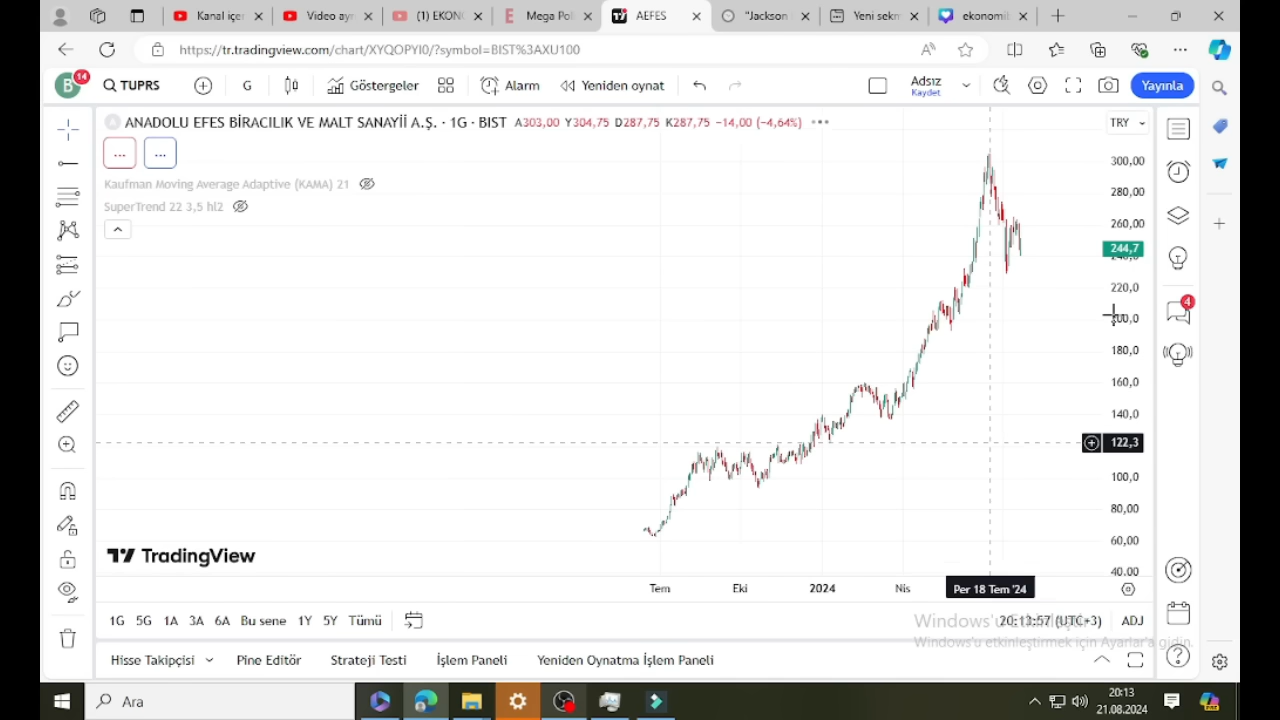 Kanal içer
Video ayr
(1) EKON
Mega Pol
AEFES
"Jackson
Yeni sekm
ekonomib
https://tr.tradingview.com/chart/XYQOPYI0/?symbol=BIST%3AXU100
B 14 TUPRS G Göstergeler Alarm Yeniden oynat Adsız Kaydet Yayınla
ANADOLU EFES BİRACILIK VE MALT SANAYİİ A.Ş. · 1G · BIST A303,00 Y304,75 D287,75 K287,75 −14,00 (−4,64%) TRY
Kaufman Moving Average Adaptive (KAMA) 21
SuperTrend 22 3,5 hl2
300,00
280,00
260,00
244,7
220,0
200,0
4
180,0
160,0
140,0
122,3
100,0
80,00
60,00
40.00
TradingView
Tem Eki 2024 Nis Per 18 Tem '24
1G 5G 1A 3A 6A Bu sene 1Y 5Y Tümü 20:13:57 (UTC+3) ADJ
Windows'u etkinleştirmek için Ayarlar'a gidin.
Hisse Takipçisi Pine Editör Strateji Testi İşlem Paneli Yeniden Oynatma İşlem Paneli
Ara
20:13
21.08.2024